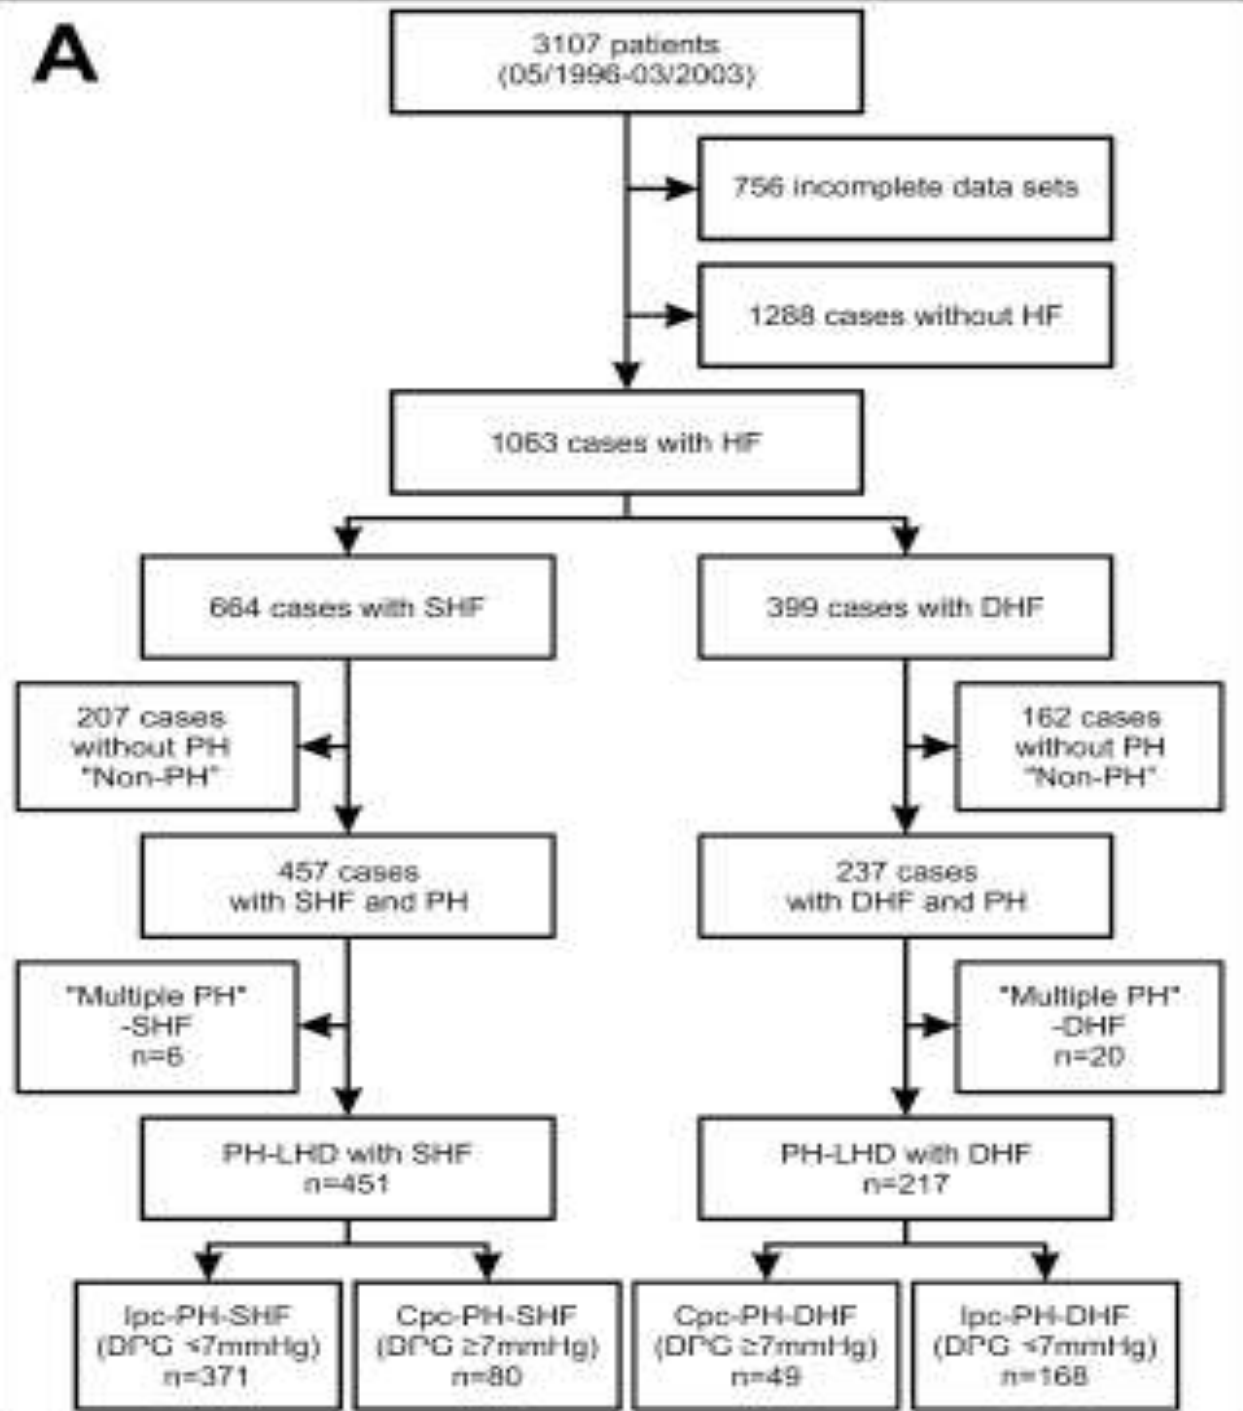 A
3107 patients
(05/1996-03/2003)
756 incomplete data sets
1288 cases without HF
1063 cases with HF
664 cases with SHF
399 cases with DHF
207 cases
without PH
"Non-PH"
162 cases
without PH
"Non-PH"
457 cases
with SHF and PH
237 cases
with DHF and PH
"Multiple PH"
-SHF
n=6
"Multiple PH"
-DHF
n=20
PH-LHD with SHF
n=451
PH-LHD with DHF
n=217
Ipc-PH-SHF
(DPG <7mmHg)
n=371
Cpc-PH-SHF
(DPG ≥7mmHg)
n=80
Cpc-PH-DHF
(DPG ≥7mmHg)
n=49
Ipc-PH-DHF
(DPG <7mmHg)
n=168